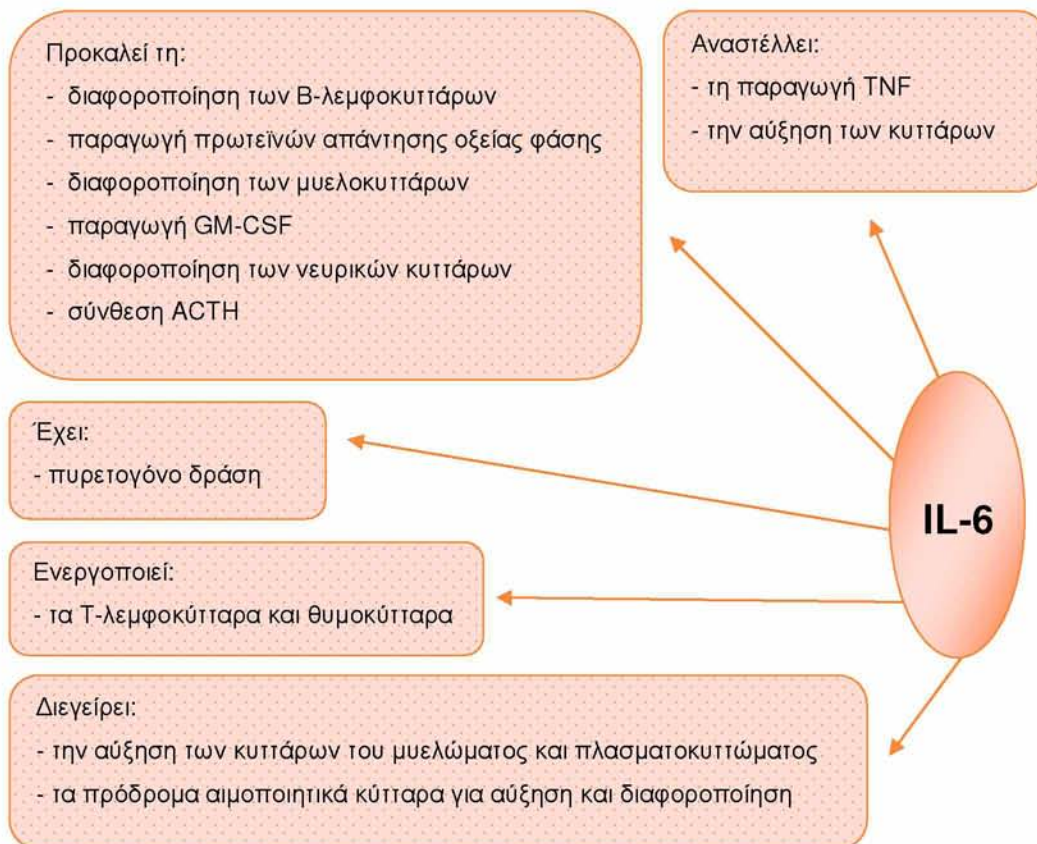 Προκαλεί τη:
- διαφοροποίηση των Β-λεμφοκυττάρων
- παραγωγή πρωτεϊνών απάντησης οξείας φάσης
- διαφοροποίηση των μυελοκυττάρων
- παραγωγή GM-CSF
- διαφοροποίηση των νευρικών κυττάρων
- σύνθεση ACTH
Αναστέλλει:
- τη παραγωγή TNF
- την αύξηση των κυττάρων
Έχει:
- πυρετογόνο δράση
IL-6
Ενεργοποιεί:
- τα Τ-λεμφοκύτταρα και θυμοκύτταρα
Διεγείρει:
- την αύξηση των κυττάρων του μυελώματος και πλασματοκυττώματος
- τα πρόδρομα αιμοποιητικά κύτταρα για αύξηση και διαφοροποίηση